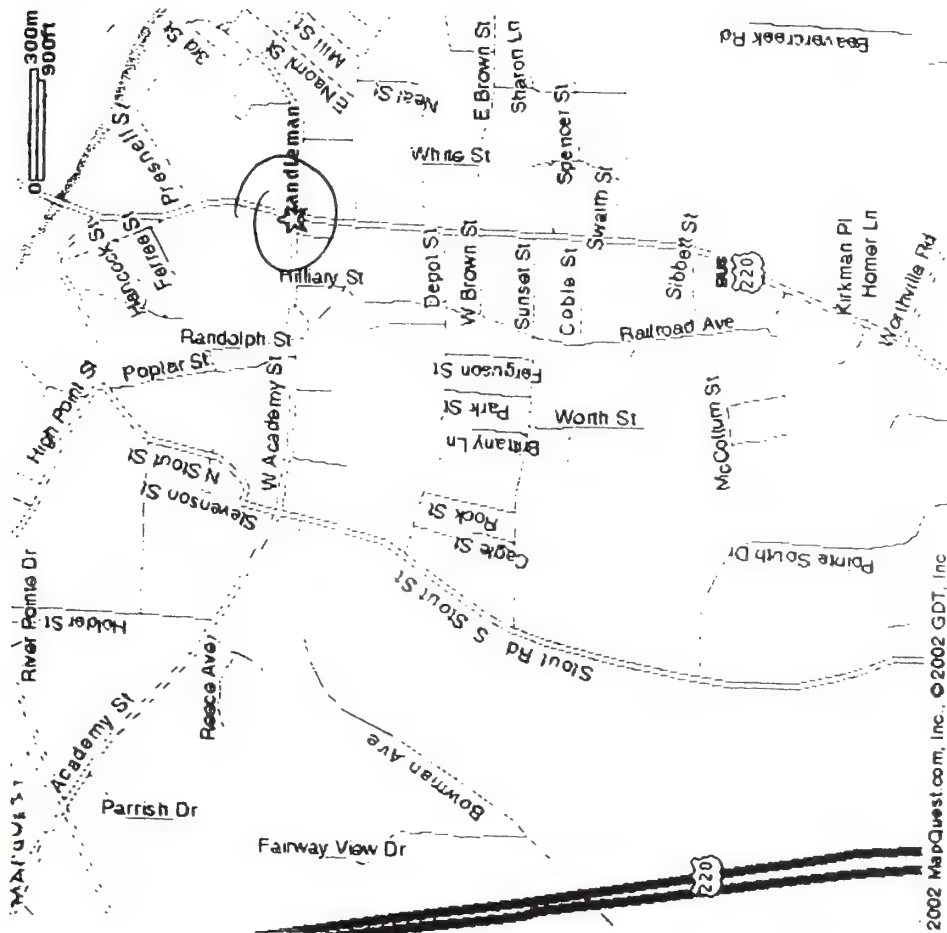 0 300m
900ft
3rd St
Mill St
E Naomi St
Neal St
E Brown St
Sharon Ln
Beavercreek Rd
Presnell St
Hancock St
Ferree St
Randleman
White St
Spencer St
Swaim St
Hilliary St
Depot St
W Brown St
Sunset St
Coble St
Sibbett St
BUS
220
Kirkman Pl
Homer Ln
Worthville Rd
Randolph St
Poplar St
High Point St
Railroad Ave
W Academy St
Ferguson St
Park St
Brittany Ln
Worth St
McCollum St
N Stout St
Stevenson St
Rock St
Cagle St
Pointe South Dr
River Pointe Dr
Holder St
S Stout St
Stout Rd
Reece Ave
Academy St
Bowman Ave
Parrish Dr
Fairway View Dr
220
MAPQUEST
2002 MapQuest.com, Inc., ©2002 GDT, Inc